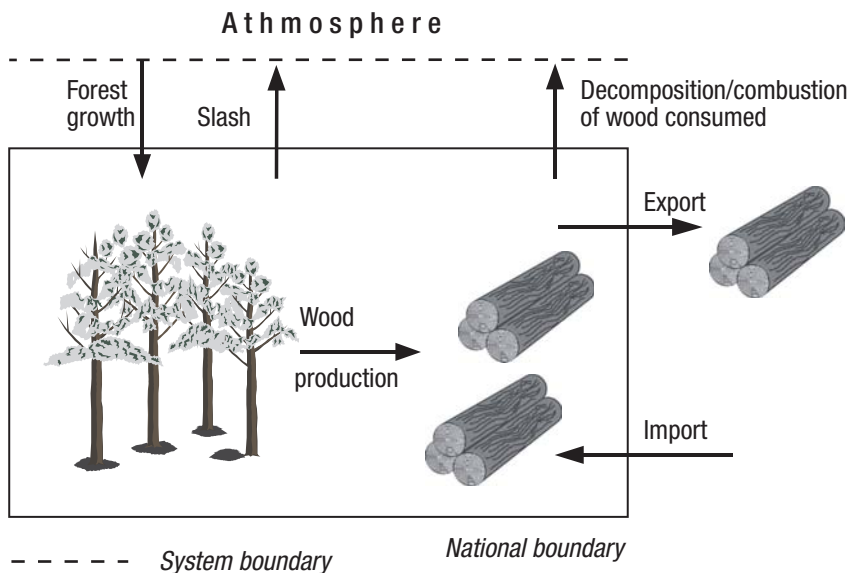 Athmosphere
Forest
growth
Slash
Decomposition/combustion
of wood consumed
Export
Wood
production
Import
System boundary
National boundary